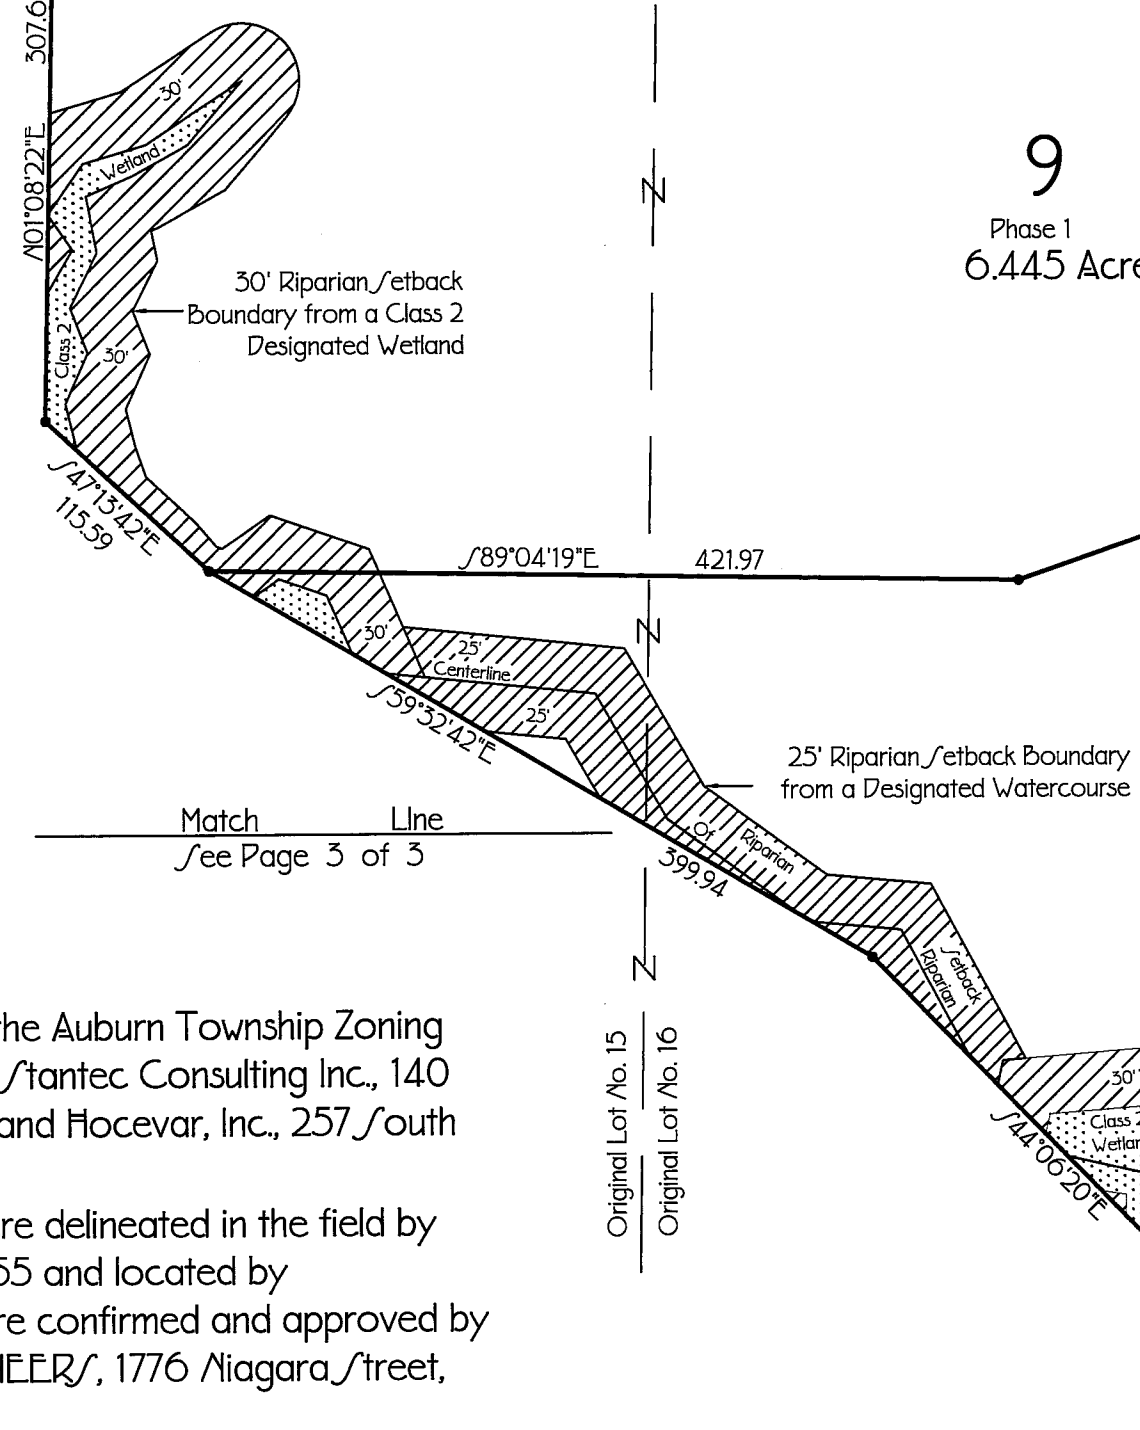 307.6
30'
N01°08'22"E
Wetland
9
Phase 1
6.445 Acre
N
30' Riparian Setback
Boundary from a Class 2
Designated Wetland
Class 2
30'
S47°13'42"E
115.59
S89°04'19"E 421.97
N
30'
25'
Centerline
S59°32'42"E
25'
25' Riparian Setback Boundary
from a Designated Watercourse
Match LIne
See Page 3 of 3
Of Riparian
399.94
Setback
Riparian
N
the Auburn Township Zoning
Stantec Consulting Inc., 140
and Hocevar, Inc., 257 South
Original Lot No. 15
Original Lot No. 16
30'
Class 2
Wetlan
S44°06'20"E
re delineated in the field by
55 and located by
re confirmed and approved by
NEERS, 1776 Niagara Street,